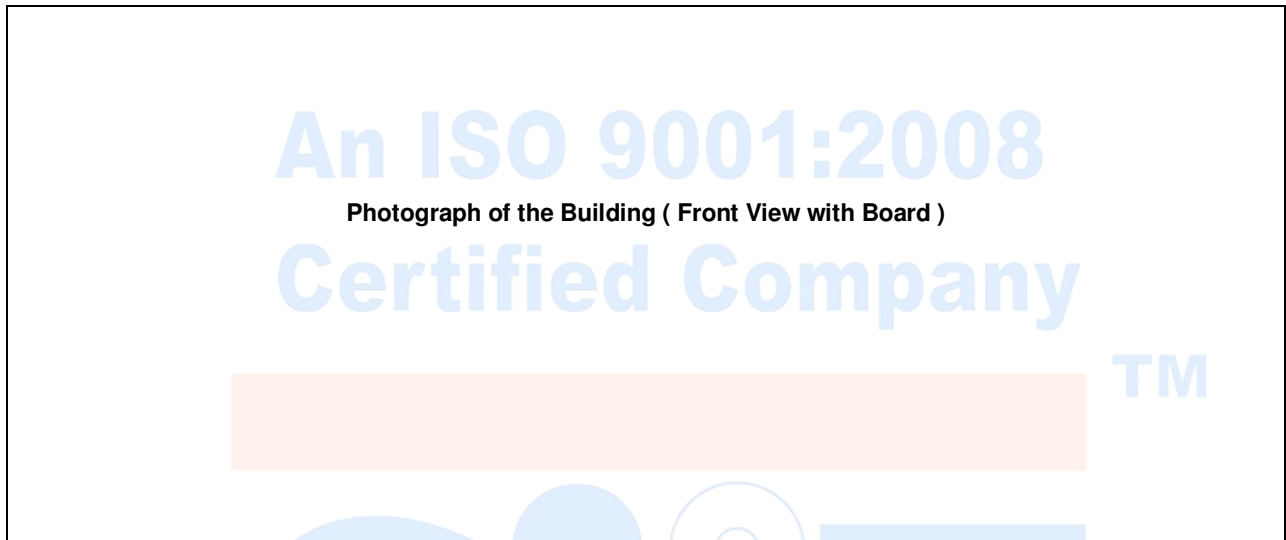 An ISO 9001:2008
Photograph of the Building ( Front View with Board )
Certified Company
TM